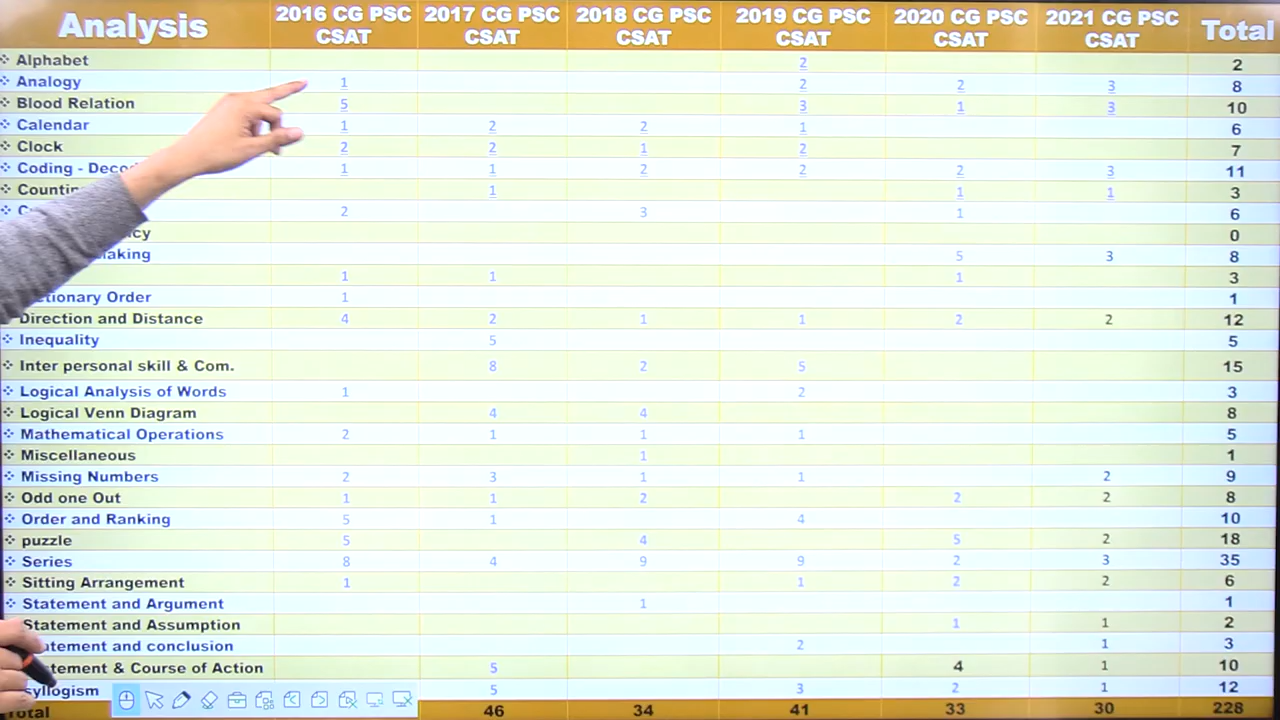 Analysis 2016 CG PSC CSAT 2017 CG PSC CSAT 2018 CG PSC CSAT 2019 CG PSC CSAT 2020 CG PSC CSAT 2021 CG PSC CSAT Total
Alphabet 2 2
Analogy 1 2 2 3 8
Blood Relation 5 3 1 3 10
Calendar 1 2 2 1 6
Clock 2 2 1 2 7
Coding - 1 1 2 2 2 3 11
1 1 1 3
2 3 1 6
0
5 3 8
1 1 1 3
Order 1 1
Direction and Distance 4 2 1 1 2 2 12
Inequality 5 5
Inter personal skill & Com. 8 2 5 15
Logical Analysis of Words 1 2 3
Logical Venn Diagram 4 4 8
Mathematical Operations 2 1 1 1 5
Miscellaneous 1 1
Missing Numbers 2 3 1 1 2 9
Odd one Out 1 1 2 2 2 8
Order and Ranking 5 1 4 10
puzzle 5 4 5 2 18
Series 8 4 9 9 2 3 35
Sitting Arrangement 1 1 2 2 6
Statement and Argument 1 1
Statement and Assumption 1 1 2
and conclusion 2 1 3
& Course of Action 5 4 1 10
syllogism 5 3 2 1 12
Total 46 34 41 33 30 228